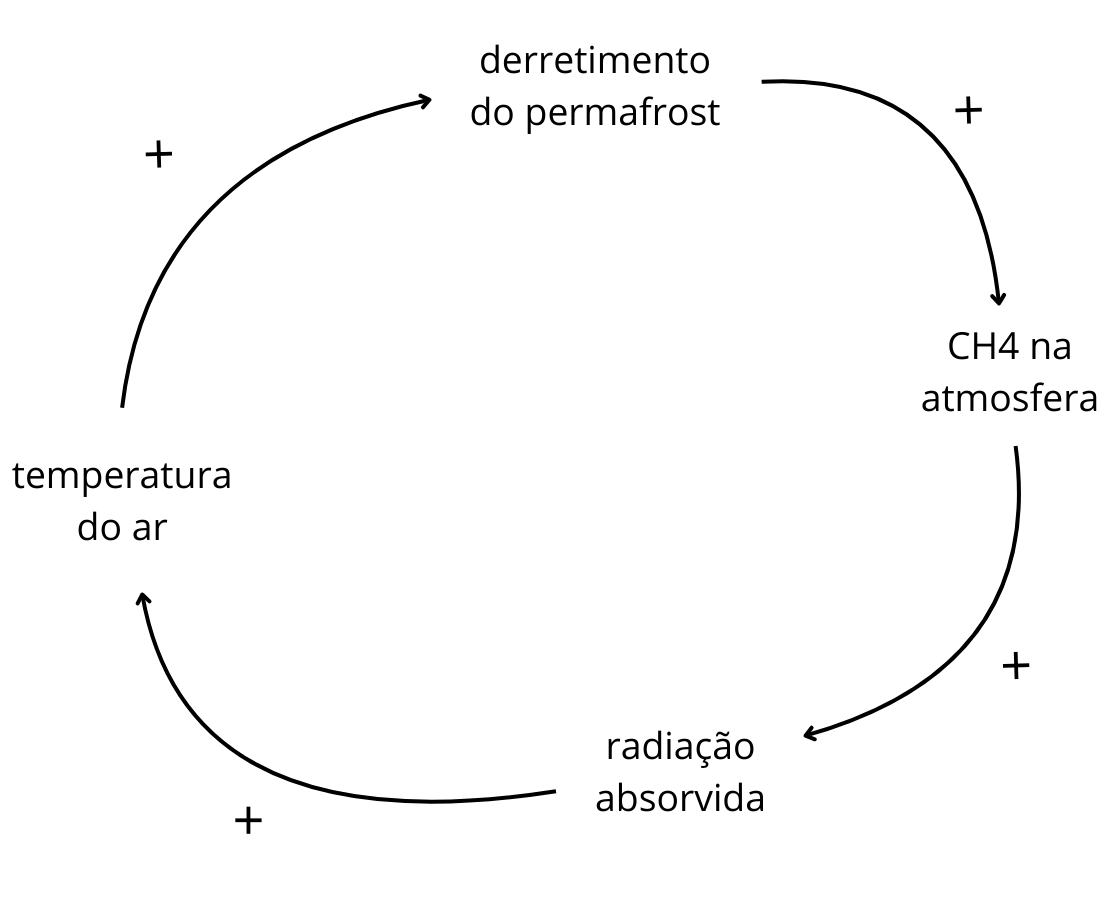 derretimento
do permafrost
+
+
CH4 na
atmosfera
temperatura
do ar
+
radiação
absorvida
+